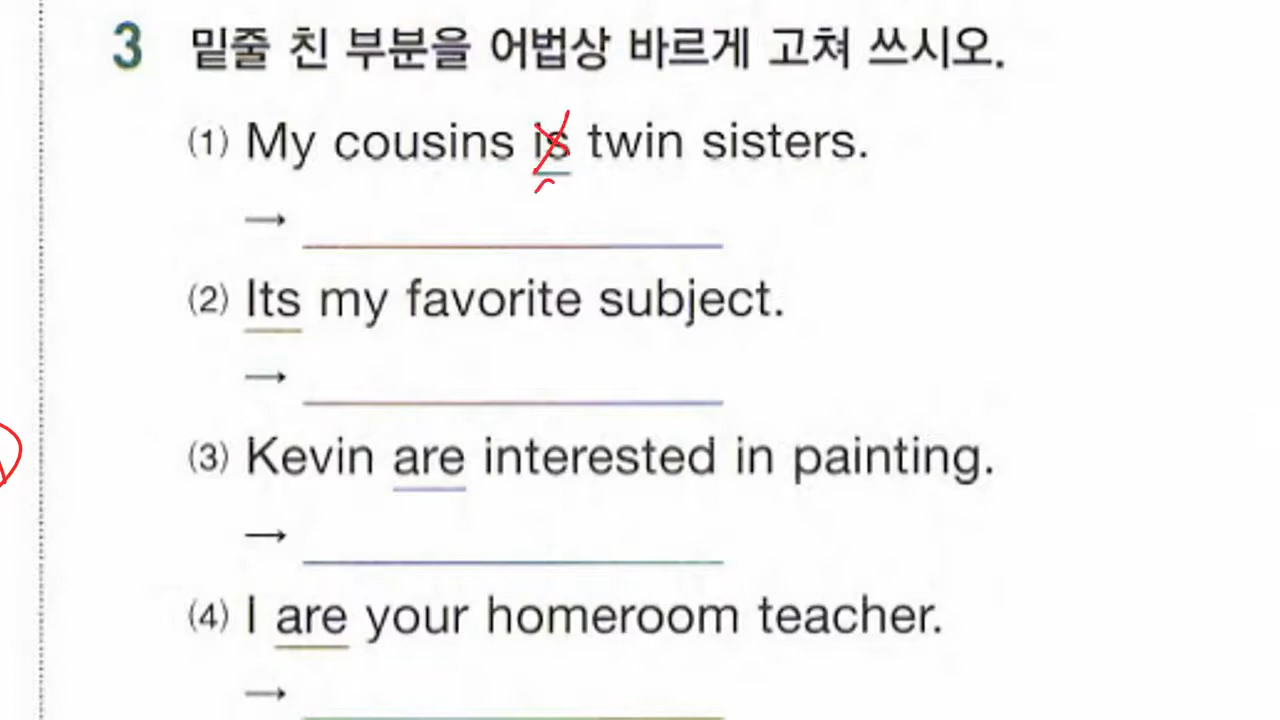 3 밑줄 친 부분을 어법상 바르게 고쳐 쓰시오.
(1) My cousins is twin sisters.
→
(2) Its my favorite subject.
→
(3) Kevin are interested in painting.
→
(4) I are your homeroom teacher.
→